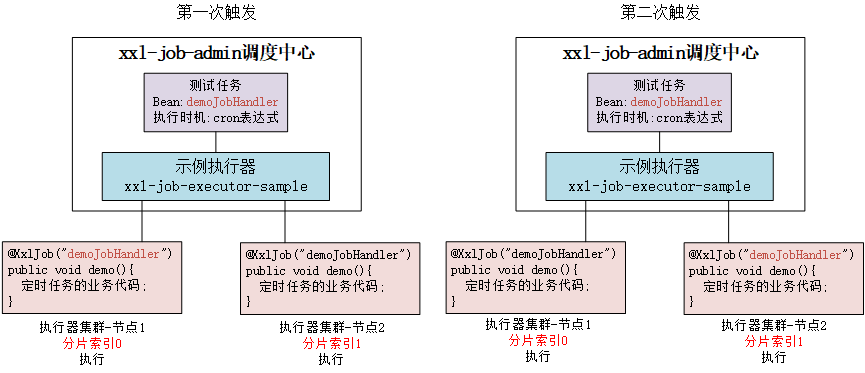 第一次触发
xxl-job-admin调度中心
测试任务
Bean:demoJobHandler
执行时机:cron表达式
示例执行器
xxl-job-executor-sample
@XxlJob("demoJobHandler")
public void demo(){
定时任务的业务代码;
}
执行器集群-节点1
分片索引0
执行
@XxlJob("demoJobHandler")
public void demo(){
定时任务的业务代码;
}
执行器集群-节点2
分片索引1
执行
第二次触发
xxl-job-admin调度中心
测试任务
Bean:demoJobHandler
执行时机:cron表达式
示例执行器
xxl-job-executor-sample
@XxlJob("demoJobHandler")
public void demo(){
定时任务的业务代码;
}
执行器集群-节点1
分片索引0
执行
@XxlJob("demoJobHandler")
public void demo(){
定时任务的业务代码;
}
执行器集群-节点2
分片索引1
执行